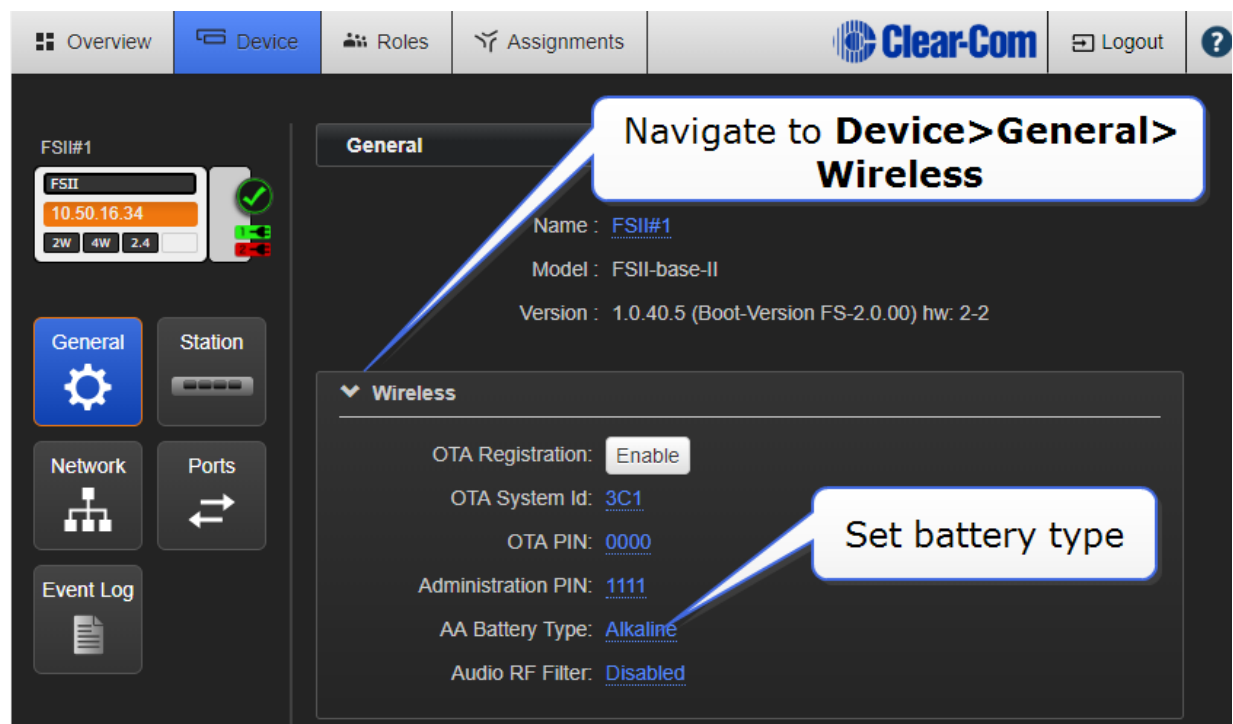 Overview
Device
Roles
Assignments
Clear-Com
Logout
?
FSII#1
FSII
10.50.16.34
2W 4W 2.4
1
2
General
Station
Network
Ports
Event Log
General
Navigate to Device>General>
Wireless
Name : FSII#1
Model : FSII-base-II
Version : 1.0.40.5 (Boot-Version FS-2.0.00) hw: 2-2
Wireless
OTA Registration: Enable
OTA System Id: 3C1
OTA PIN: 0000
Administration PIN: 1111
AA Battery Type: Alkaline
Audio RF Filter: Disabled
Set battery type